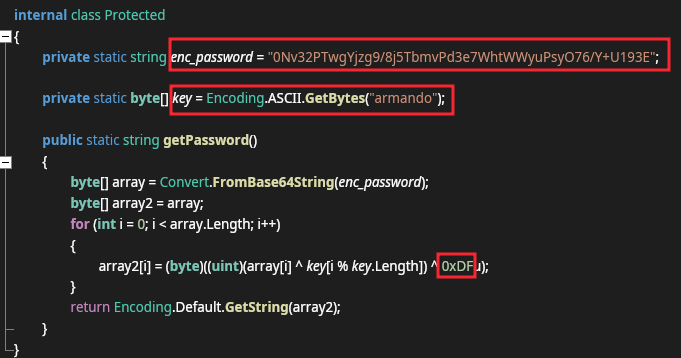 internal class Protected
{
private static string enc_password = "0Nv32PTwgYjzg9/8j5TbmvPd3e7WhtWWyuPsyO76/Y+U193E";
private static byte[] key = Encoding.ASCII.GetBytes("armando");
public static string getPassword()
{
byte[] array = Convert.FromBase64String(enc_password);
byte[] array2 = array;
for (int i = 0; i < array.Length; i++)
{
array2[i] = (byte)((uint)(array[i] ^ key[i % key.Length]) ^ 0xDFu);
}
return Encoding.Default.GetString(array2);
}
}